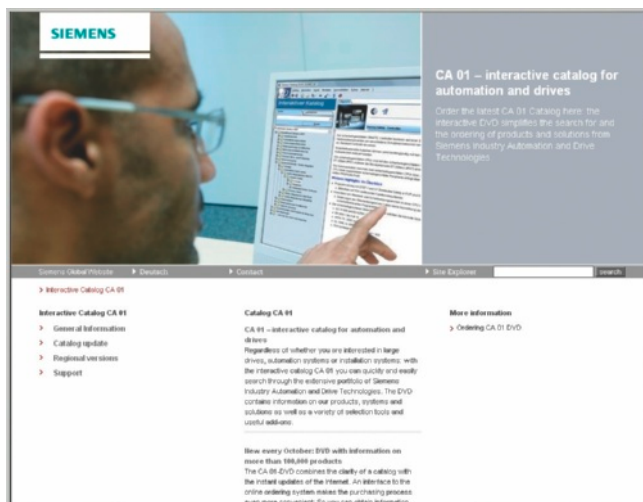 SIEMENS
CA 01 – interactive catalog for
automation and drives
Order the latest CA 01 Catalog here: the
interactive DVD simplifies the search for and
the ordering of products and solutions from
Siemens Industry Automation and Drive
Technologies
Siemens Global Website
Deutsch
Contact
Site Explorer
search
Interactive Catalog CA 01
Interactive Catalog CA 01
General Information
Catalog update
Regional versions
Support
Catalog CA 01
CA 01 – interactive catalog for automation and
drives
Regardless of whether you are interested in large
drives, automation systems or installation systems: with
the interactive catalog CA 01 you can quickly and easily
search through the extensive portfolio of Siemens
Industry Automation and Drive Technologies. The DVD
contains information on our products, systems and
solutions as well as a variety of selection tools and
useful add-ons.
New every October: DVD with information on
more than 100,000 products
The CA 01-DVD combines the clarity of a catalog with
the instant updates of the Internet. An interface to the
online ordering system makes the purchasing process
More information
Ordering CA 01 DVD